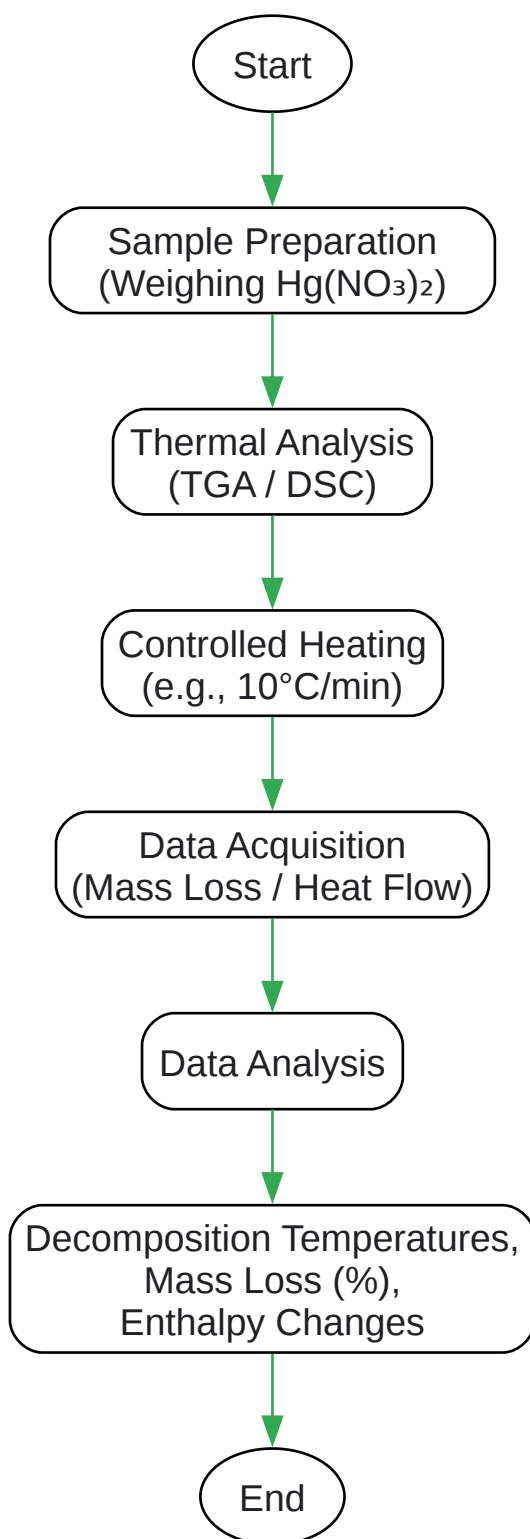 Start
Sample Preparation
(Weighing Hg(NO₃)₂)
Thermal Analysis
(TGA / DSC)
Controlled Heating
(e.g., 10°C/min)
Data Acquisition
(Mass Loss / Heat Flow)
Data Analysis
Decomposition Temperatures,
Mass Loss (%),
Enthalpy Changes
End